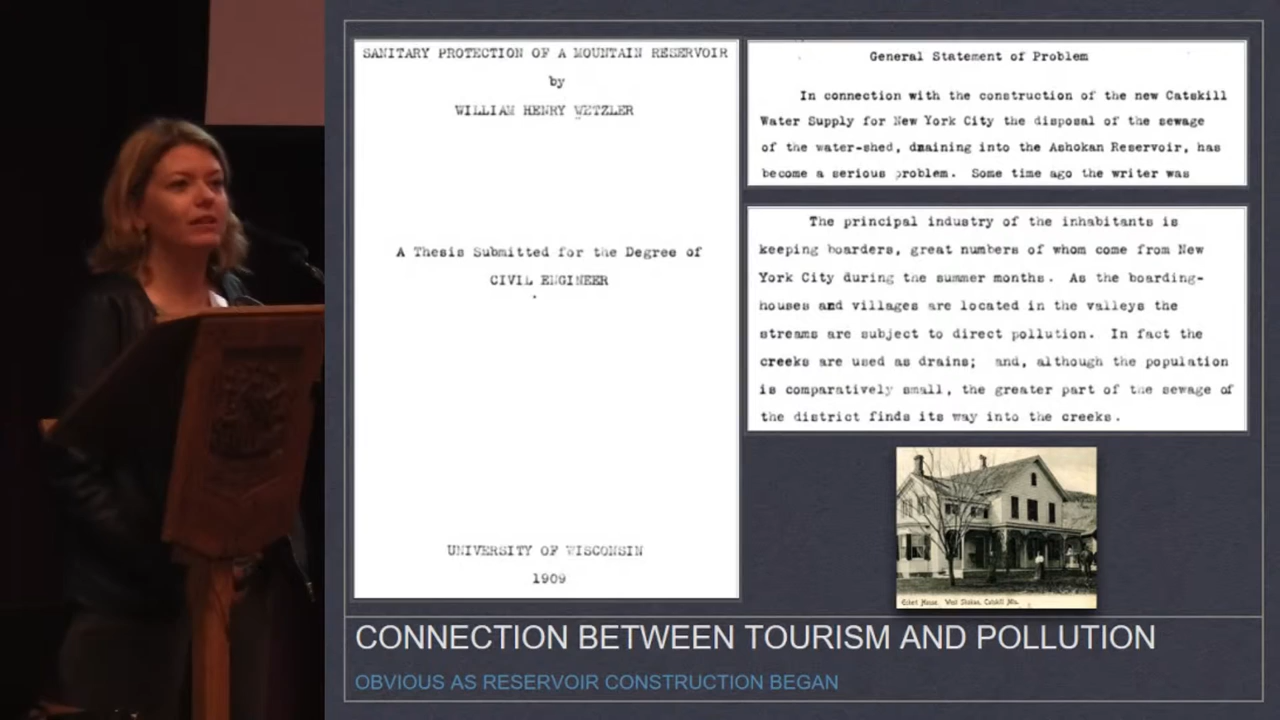 SANITARY PROTECTION OF A MOUNTAIN RESERVOIR
by
WILLIAM HENRY WETZLER
A Thesis Submitted for the Degree of
CIVIL ENGINEER
UNIVERSITY OF WISCONSIN
1909
General Statement of Problem
In connection with the construction of the new Catskill
Water Supply for New York City the disposal of the sewage
of the water-shed, draining into the Ashokan Reservoir, has
become a serious problem. Some time ago the writer was
The principal industry of the inhabitants is
keeping boarders, great numbers of whom come from New
York City during the summer months. As the boarding-
houses and villages are located in the valleys the
streams are subject to direct pollution. In fact the
creeks are used as drains; and, although the population
is comparatively small, the greater part of the sewage of
the district finds its way into the creeks.
House, West Shokan, Catskill Mts.
CONNECTION BETWEEN TOURISM AND POLLUTION
OBVIOUS AS RESERVOIR CONSTRUCTION BEGAN